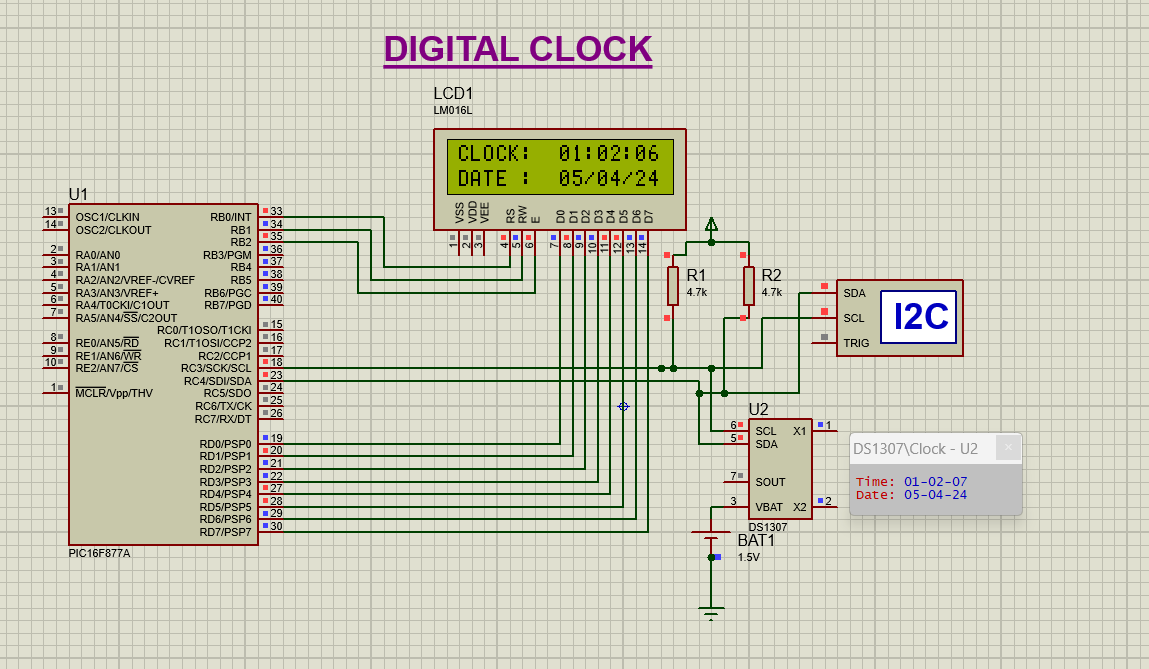 DIGITAL CLOCK
LCD1
LM016L
CLOCK:  01:02:06
DATE :  05/04/24
VSS VDD VEE RS RW E D0 D1 D2 D3 D4 D5 D6 D7
1 2 3 4 5 6 7 8 9 10 11 12 13 14
U1
13 OSC1/CLKIN RB0/INT 33
14 OSC2/CLKOUT RB1 34
RB2 35
2 RA0/AN0 RB3/PGM 36
3 RA1/AN1 RB4 37
4 RA2/AN2/VREF-/CVREF RB5 38
5 RA3/AN3/VREF+ RB6/PGC 39
6 RA4/T0CKI/C1OUT RB7/PGD 40
7 RA5/AN4/SS/C2OUT
RC0/T1OSO/T1CKI 15
8 RE0/AN5/RD RC1/T1OSI/CCP2 16
9 RE1/AN6/WR RC2/CCP1 17
10 RE2/AN7/CS RC3/SCK/SCL 18
RC4/SDI/SDA 23
1 MCLR/Vpp/THV RC5/SDO 24
RC6/TX/CK 25
RC7/RX/DT 26
RD0/PSP0 19
RD1/PSP1 20
RD2/PSP2 21
RD3/PSP3 22
RD4/PSP4 27
RD5/PSP5 28
RD6/PSP6 29
RD7/PSP7 30
PIC16F877A
R1
4.7k
R2
4.7k
SDA
SCL
TRIG
I2C
U2
6 SCL X1 1
5 SDA
7 SOUT
3 VBAT X2 2
DS1307
BAT1
1.5V
DS1307\Clock - U2
Time: 01-02-07
Date: 05-04-24